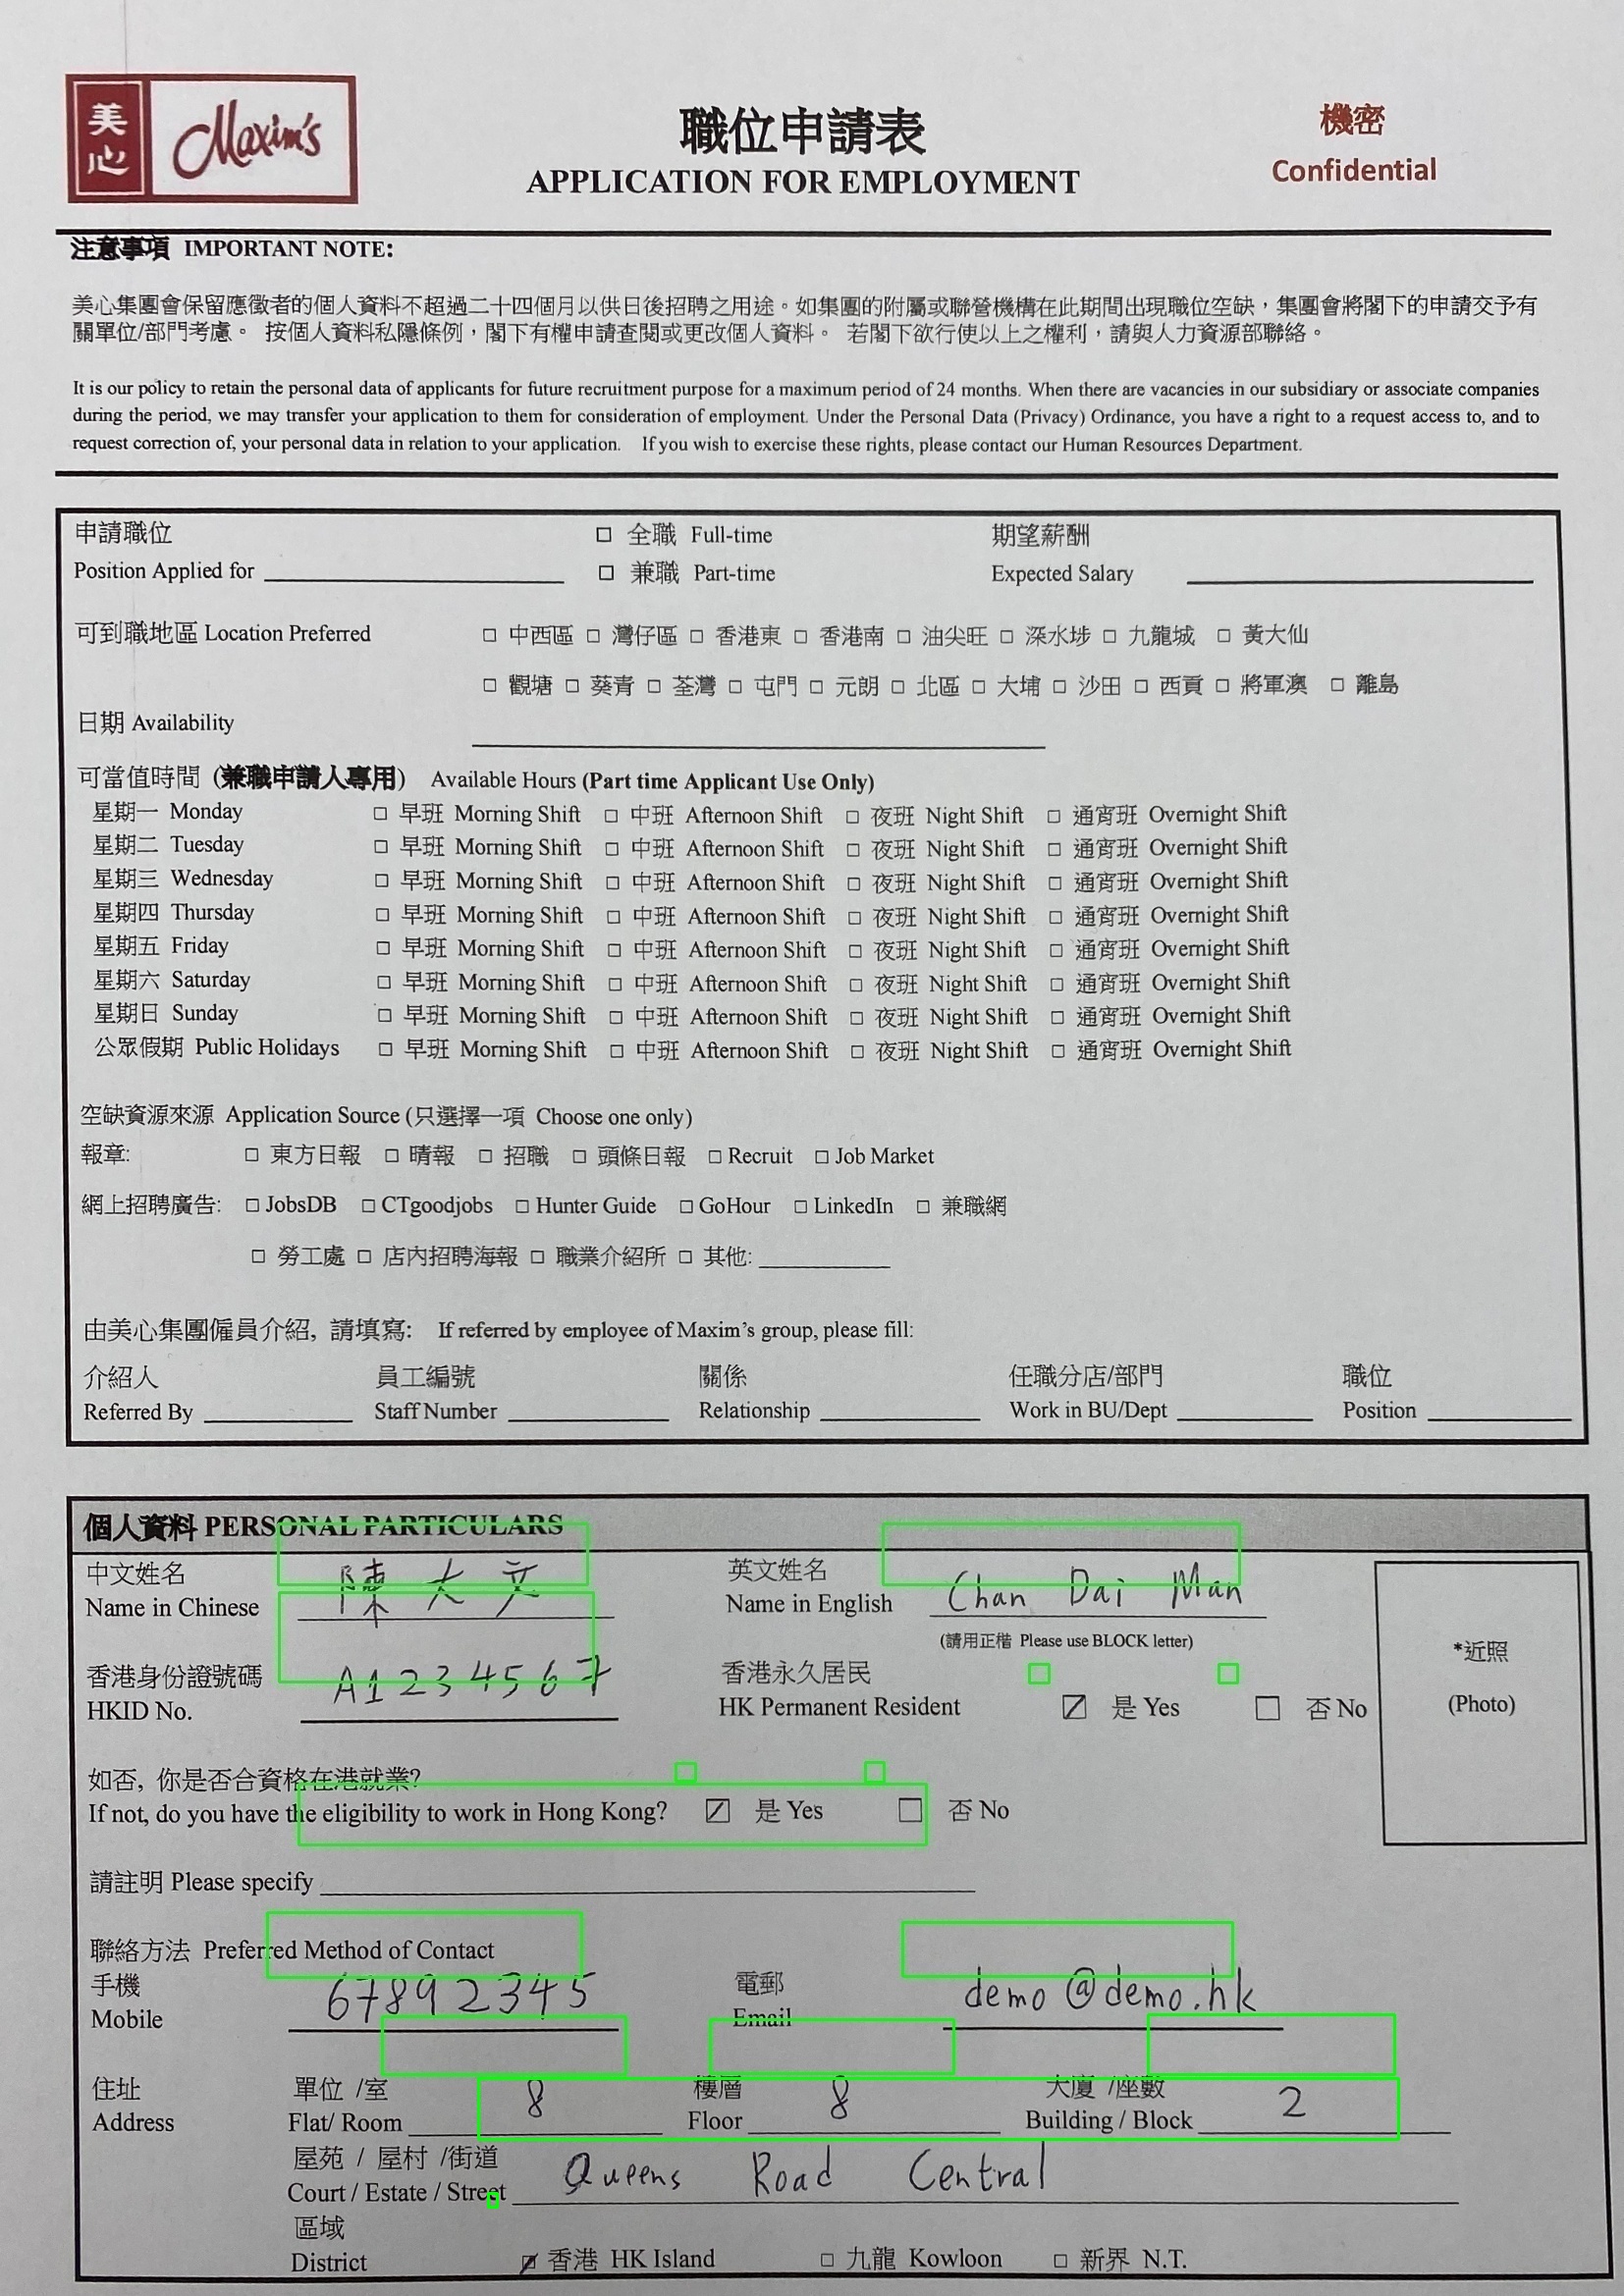 美心 Maxim's
職位申請表
APPLICATION FOR EMPLOYMENT
機密
Confidential
注意事項 IMPORTANT NOTE:
美心集團會保留應徵者的個人資料不超過二十四個月以供日後招聘之用途。如集團的附屬或聯營機構在此期間出現職位空缺，集團會將閣下的申請交予有
關單位/部門考慮。 按個人資料私隱條例，閣下有權申請查閱或更改個人資料。 若閣下欲行使以上之權利，請與人力資源部聯絡。
It is our policy to retain the personal data of applicants for future recruitment purpose for a maximum period of 24 months. When there are vacancies in our subsidiary or associate companies
during the period, we may transfer your application to them for consideration of employment. Under the Personal Data (Privacy) Ordinance, you have a right to a request access to, and to
request correction of, your personal data in relation to your application. If you wish to exercise these rights, please contact our Human Resources Department.
申請職位 □ 全職 Full-time 期望薪酬
Position Applied for □ 兼職 Part-time Expected Salary
可到職地區 Location Preferred □ 中西區 □ 灣仔區 □ 香港東 □ 香港南 □ 油尖旺 □ 深水埗 □ 九龍城 □ 黃大仙
□ 觀塘 □ 葵青 □ 荃灣 □ 屯門 □ 元朗 □ 北區 □ 大埔 □ 沙田 □ 西貢 □ 將軍澳 □ 離島
日期 Availability
可當值時間 (兼職申請人專用) Available Hours (Part time Applicant Use Only)
星期一 Monday □ 早班 Morning Shift □ 中班 Afternoon Shift □ 夜班 Night Shift □ 通宵班 Overnight Shift
星期二 Tuesday □ 早班 Morning Shift □ 中班 Afternoon Shift □ 夜班 Night Shift □ 通宵班 Overnight Shift
星期三 Wednesday □ 早班 Morning Shift □ 中班 Afternoon Shift □ 夜班 Night Shift □ 通宵班 Overnight Shift
星期四 Thursday □ 早班 Morning Shift □ 中班 Afternoon Shift □ 夜班 Night Shift □ 通宵班 Overnight Shift
星期五 Friday □ 早班 Morning Shift □ 中班 Afternoon Shift □ 夜班 Night Shift □ 通宵班 Overnight Shift
星期六 Saturday □ 早班 Morning Shift □ 中班 Afternoon Shift □ 夜班 Night Shift □ 通宵班 Overnight Shift
星期日 Sunday □ 早班 Morning Shift □ 中班 Afternoon Shift □ 夜班 Night Shift □ 通宵班 Overnight Shift
公眾假期 Public Holidays □ 早班 Morning Shift □ 中班 Afternoon Shift □ 夜班 Night Shift □ 通宵班 Overnight Shift
空缺資源來源 Application Source (只選擇一項 Choose one only)
報章: □ 東方日報 □ 晴報 □ 招職 □ 頭條日報 □ Recruit □ Job Market
網上招聘廣告: □ JobsDB □ CTgoodjobs □ Hunter Guide □ GoHour □ LinkedIn □ 兼職網
□ 勞工處 □ 店內招聘海報 □ 職業介紹所 □ 其他:
由美心集團僱員介紹, 請填寫: If referred by employee of Maxim's group, please fill:
介紹人 員工編號 關係 任職分店/部門 職位
Referred By Staff Number Relationship Work in BU/Dept Position
個人資料 PERSONAL PARTICULARS
中文姓名 陳大文 英文姓名
Name in Chinese Name in English Chan Dai Man
(請用正楷 Please use BLOCK letter)
*近照
(Photo)
香港身份證號碼 A1234567 香港永久居民
HKID No. HK Permanent Resident ☑ 是 Yes □ 否 No
如否, 你是否合資格在港就業?
If not, do you have the eligibility to work in Hong Kong? ☑ 是 Yes □ 否 No
請註明 Please specify
聯絡方法 Preferred Method of Contact
手機 67892345 電郵 demo@demo.hk
Mobile Email
住址 單位 /室 8 樓層 8 大廈 /座數 2
Address Flat/ Room Floor Building / Block
屋苑 / 屋村 /街道 Queens Road Central
Court / Estate / Street
區域
District ☑ 香港 HK Island □ 九龍 Kowloon □ 新界 N.T.